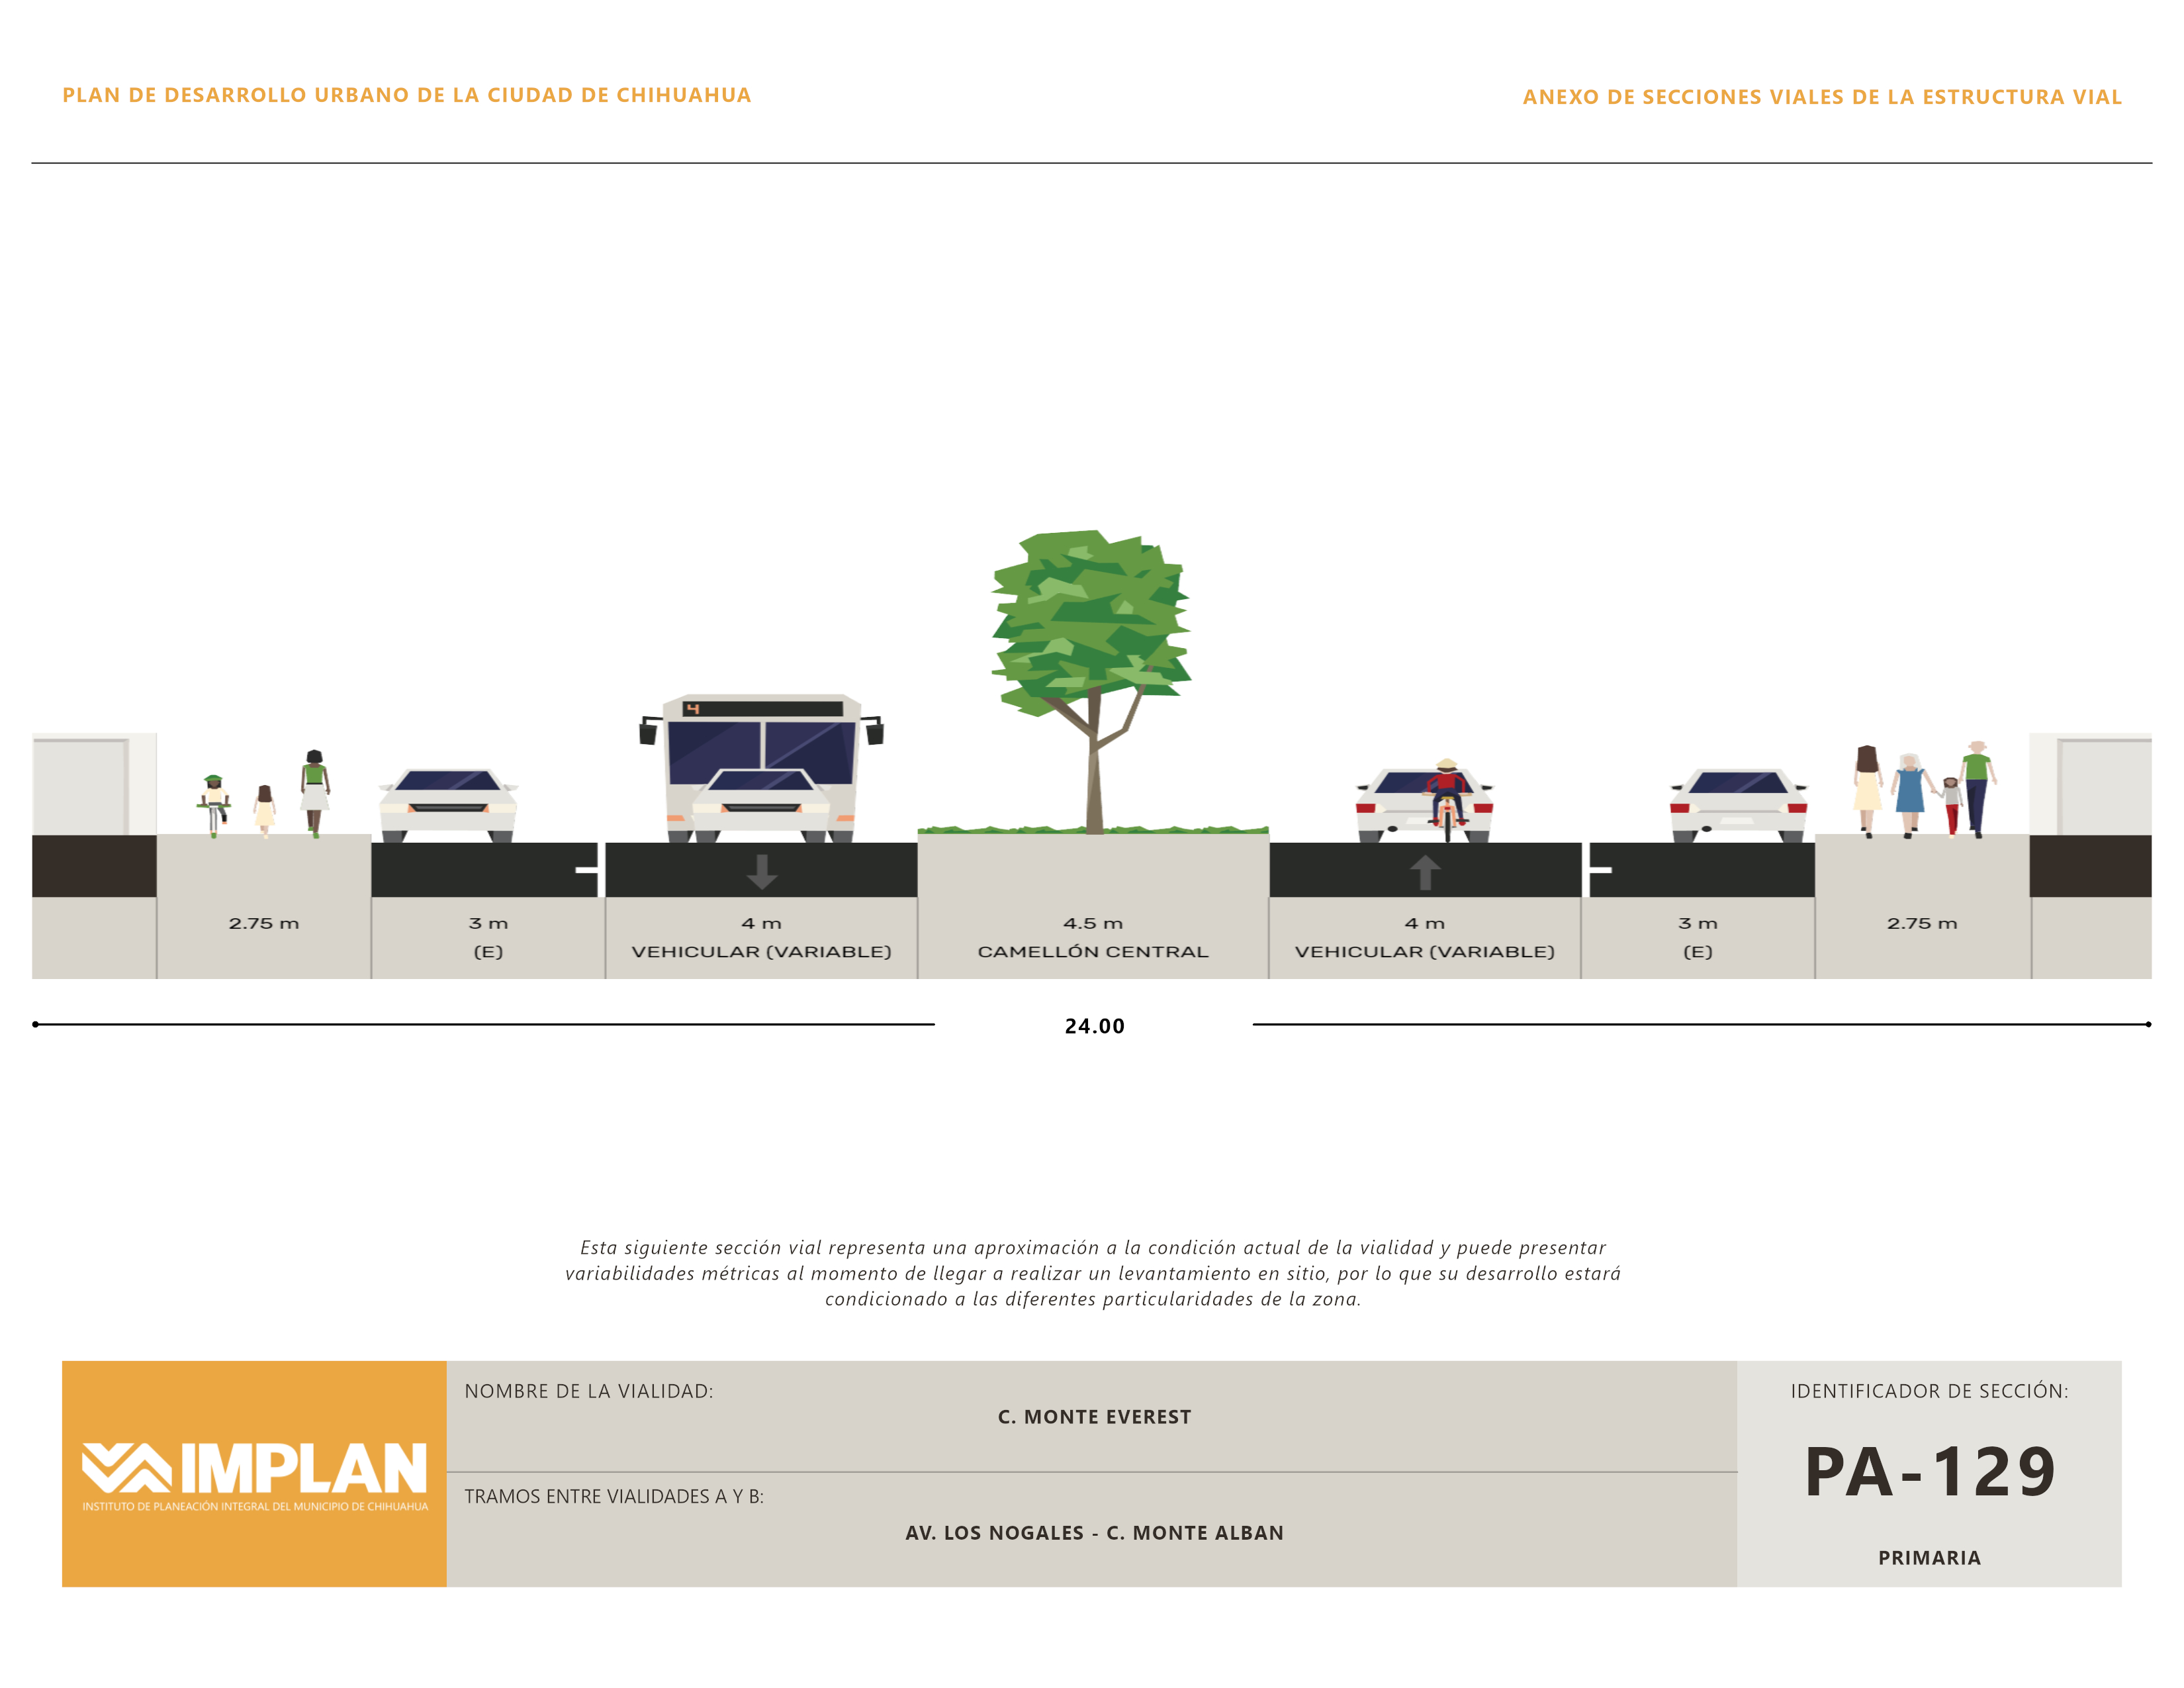 PLAN DE DESARROLLO URBANO DE LA CIUDAD DE CHIHUAHUA
ANEXO DE SECCIONES VIALES DE LA ESTRUCTURA VIAL
4
2.75 m
3 m
(E)
4 m
VEHICULAR (VARIABLE)
4.5 m
CAMELLÓN CENTRAL
4 m
VEHICULAR (VARIABLE)
3 m
(E)
2.75 m
24.00
Esta siguiente sección vial representa una aproximación a la condición actual de la vialidad y puede presentar
variabilidades métricas al momento de llegar a realizar un levantamiento en sitio, por lo que su desarrollo estará
condicionado a las diferentes particularidades de la zona.
IMPLAN
INSTITUTO DE PLANEACIÓN INTEGRAL DEL MUNICIPIO DE CHIHUAHUA
NOMBRE DE LA VIALIDAD:
C. MONTE EVEREST
TRAMOS ENTRE VIALIDADES A Y B:
AV. LOS NOGALES - C. MONTE ALBAN
IDENTIFICADOR DE SECCIÓN:
PA-129
PRIMARIA